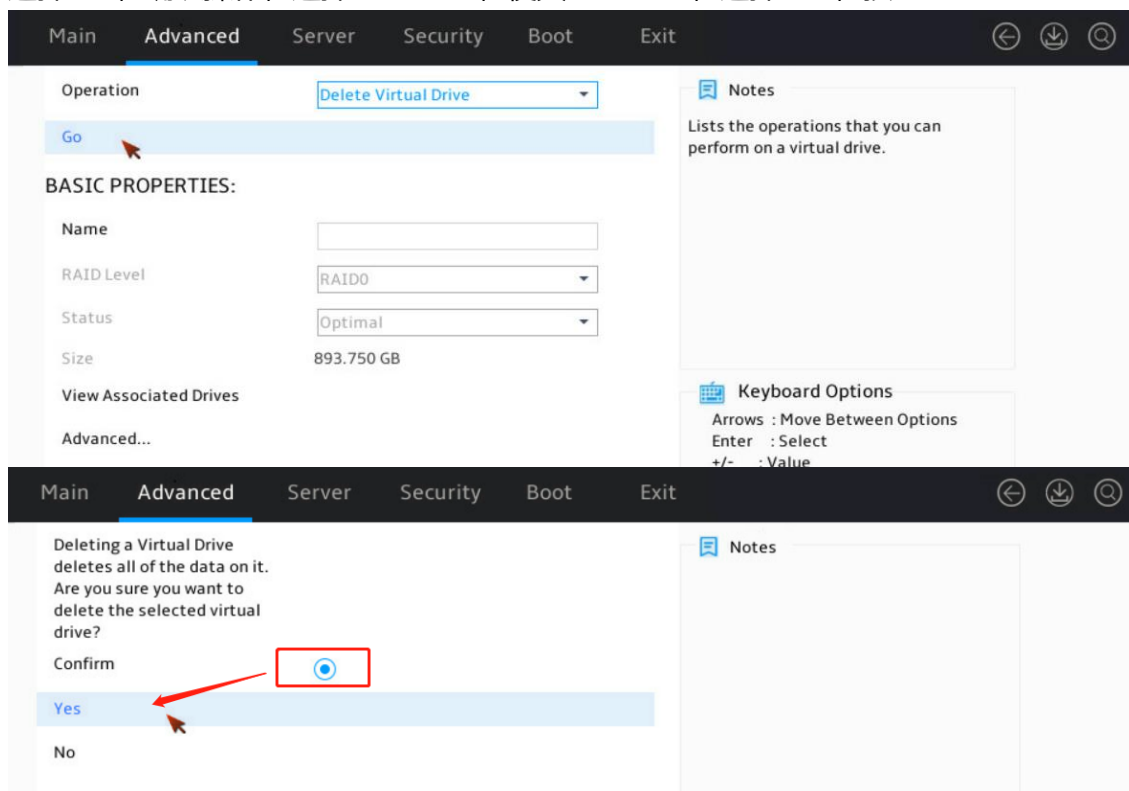 Main Advanced Server Security Boot Exit
Operation Delete Virtual Drive
Go
BASIC PROPERTIES:
Name
RAID Level RAID0
Status Optimal
Size 893.750 GB
View Associated Drives
Advanced...
Notes
Lists the operations that you can
perform on a virtual drive.
Keyboard Options
Arrows : Move Between Options
Enter : Select
+/- : Value
Main Advanced Server Security Boot Exit
Deleting a Virtual Drive
deletes all of the data on it.
Are you sure you want to
delete the selected virtual
drive?
Confirm
Yes
No
Notes